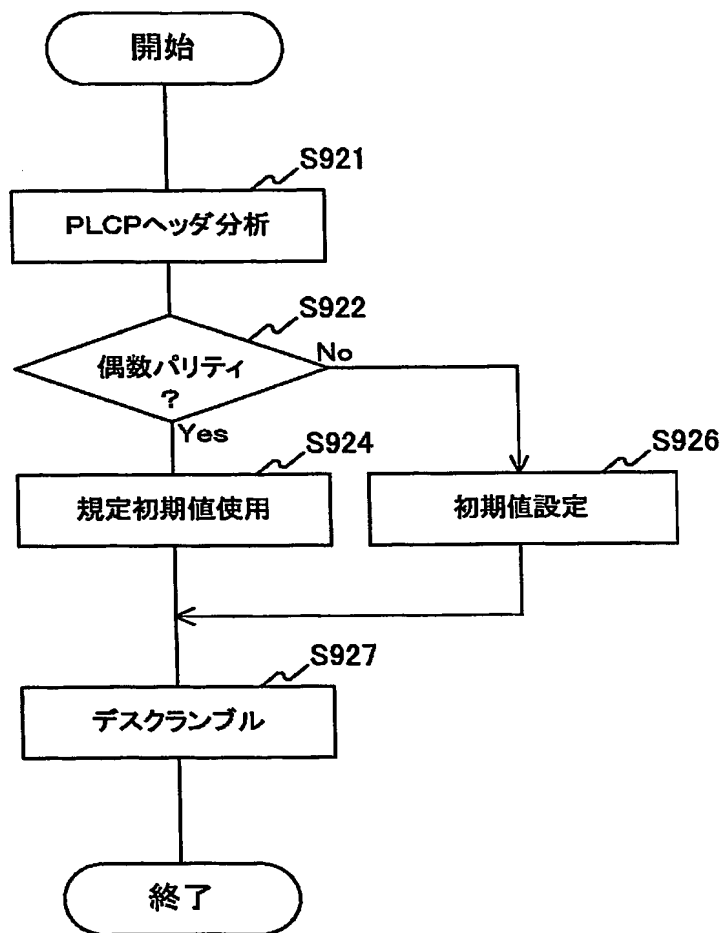 開始
S921
PLCPヘッダ分析
S922
偶数パリティ
?
No
Yes
S924
規定初期値使用
S926
初期値設定
S927
デスクランブル
終了